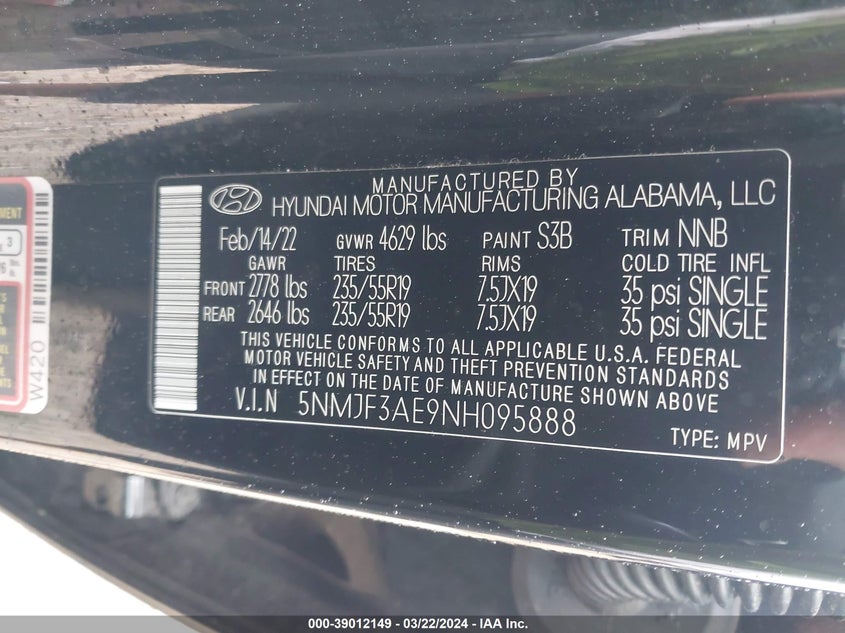 MANUFACTURED BY
HYUNDAI MOTOR MANUFACTURING ALABAMA, LLC
Feb/14/22 GVWR 4629 lbs PAINT S3B TRIM NNB
GAWR TIRES RIMS COLD TIRE INFL
FRONT 2778 lbs 235/55R19 7.5JX19 35 psi SINGLE
REAR 2646 lbs 235/55R19 7.5JX19 35 psi SINGLE
THIS VEHICLE CONFORMS TO ALL APPLICABLE U.S.A. FEDERAL
MOTOR VEHICLE SAFETY AND THEFT PREVENTION STANDARDS
IN EFFECT ON THE DATE OF MANUFACTURE SHOWN ABOVE
V.I.N 5NMJF3AE9NH095888
TYPE: MPV
3
W420
000-39012149 - 03/22/2024 - IAA Inc.